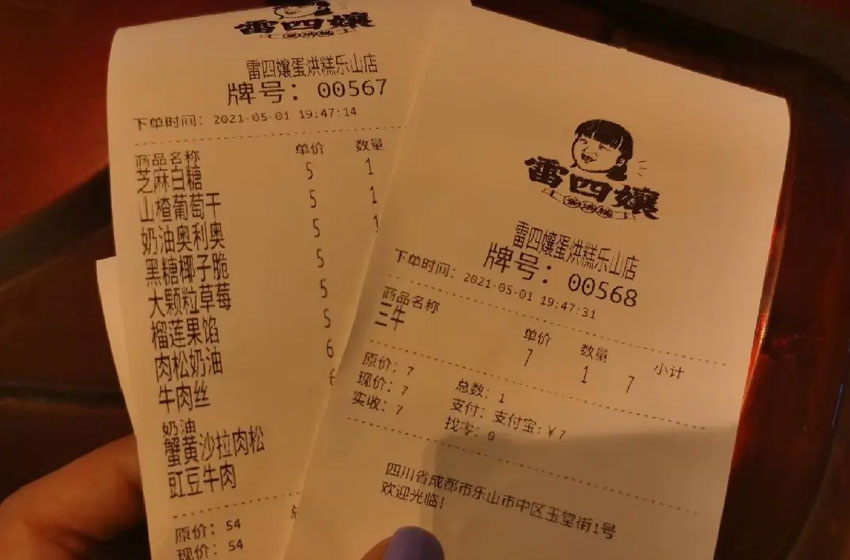 雷四孃
雷四孃蛋烘糕乐山店
牌号：00567
下单时间：2021-05-01 19:47:14
商品名称 单价 数量
芝麻白糖 5 1
山楂葡萄干 5 1
奶油奥利奥 5 1
黑糖椰子脆 5
大颗粒草莓 5
榴莲果馅 5
肉松奶油 6
牛肉丝
奶油
蟹黄沙拉肉松
豇豆牛肉
原价：54
现价：54
雷四孃
蛋烘糕
雷四孃蛋烘糕乐山店
牌号：00568
下单时间：2021-05-01 19:47:31
商品名称 单价 数量 小计
三牛 7 1 7
原价：7 总数：1
现价：7 支付：支付宝：¥7
实收：7 找零：0
四川省成都市乐山市中区玉堂街1号
欢迎光临！